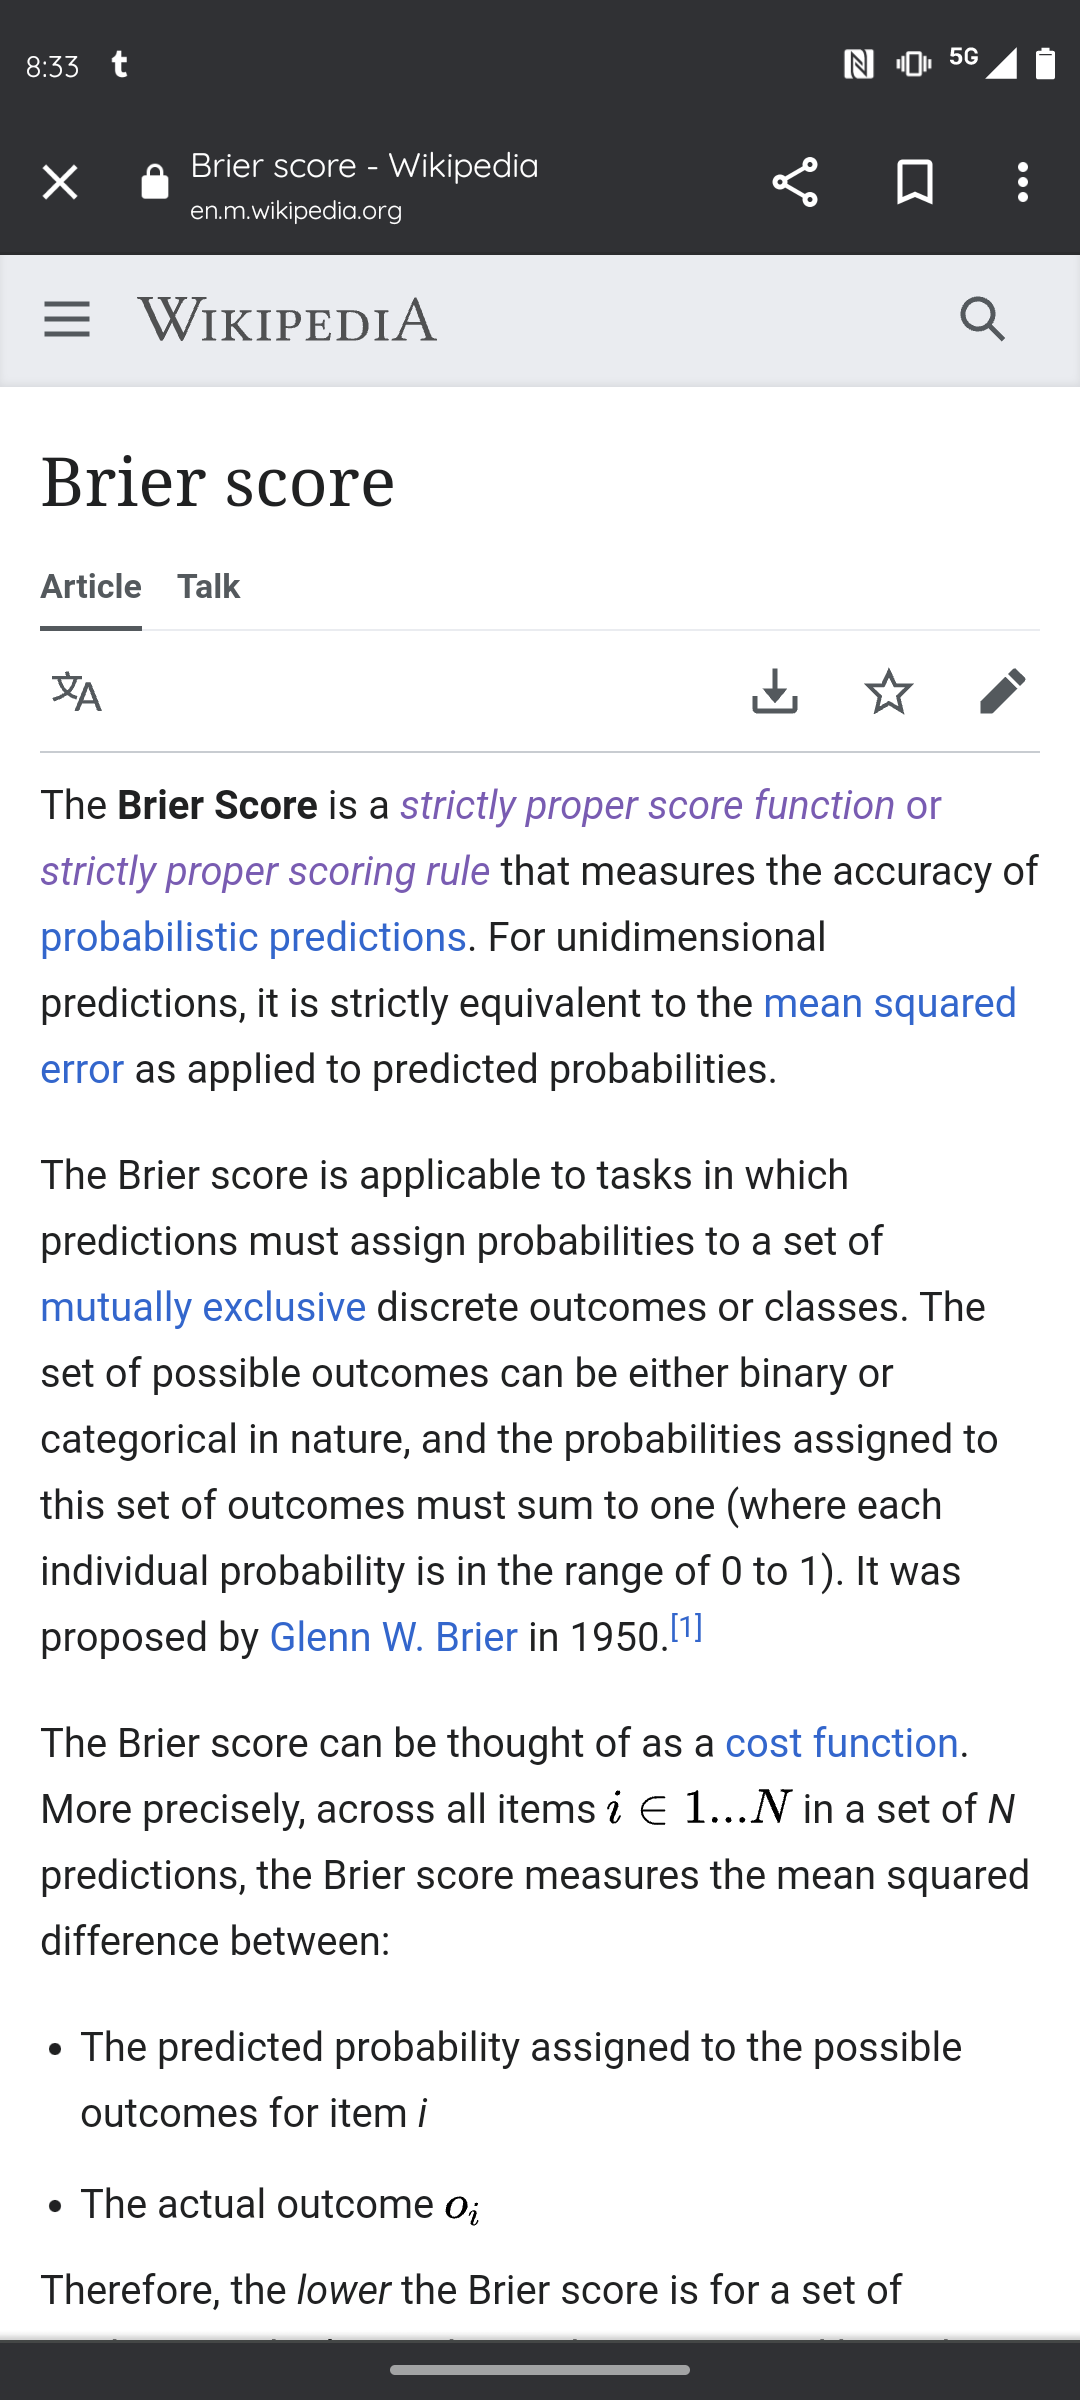 8:33 t 5G
Brier score - Wikipedia
en.m.wikipedia.org
WIKIPEDIA
Brier score
Article Talk
The Brier Score is a strictly proper score function or
strictly proper scoring rule that measures the accuracy of
probabilistic predictions. For unidimensional
predictions, it is strictly equivalent to the mean squared
error as applied to predicted probabilities.
The Brier score is applicable to tasks in which
predictions must assign probabilities to a set of
mutually exclusive discrete outcomes or classes. The
set of possible outcomes can be either binary or
categorical in nature, and the probabilities assigned to
this set of outcomes must sum to one (where each
individual probability is in the range of 0 to 1). It was
proposed by Glenn W. Brier in 1950.[1]
The Brier score can be thought of as a cost function.
More precisely, across all items i ∈ 1...N in a set of N
predictions, the Brier score measures the mean squared
difference between:
• The predicted probability assigned to the possible
outcomes for item i
• The actual outcome oᵢ
Therefore, the lower the Brier score is for a set of